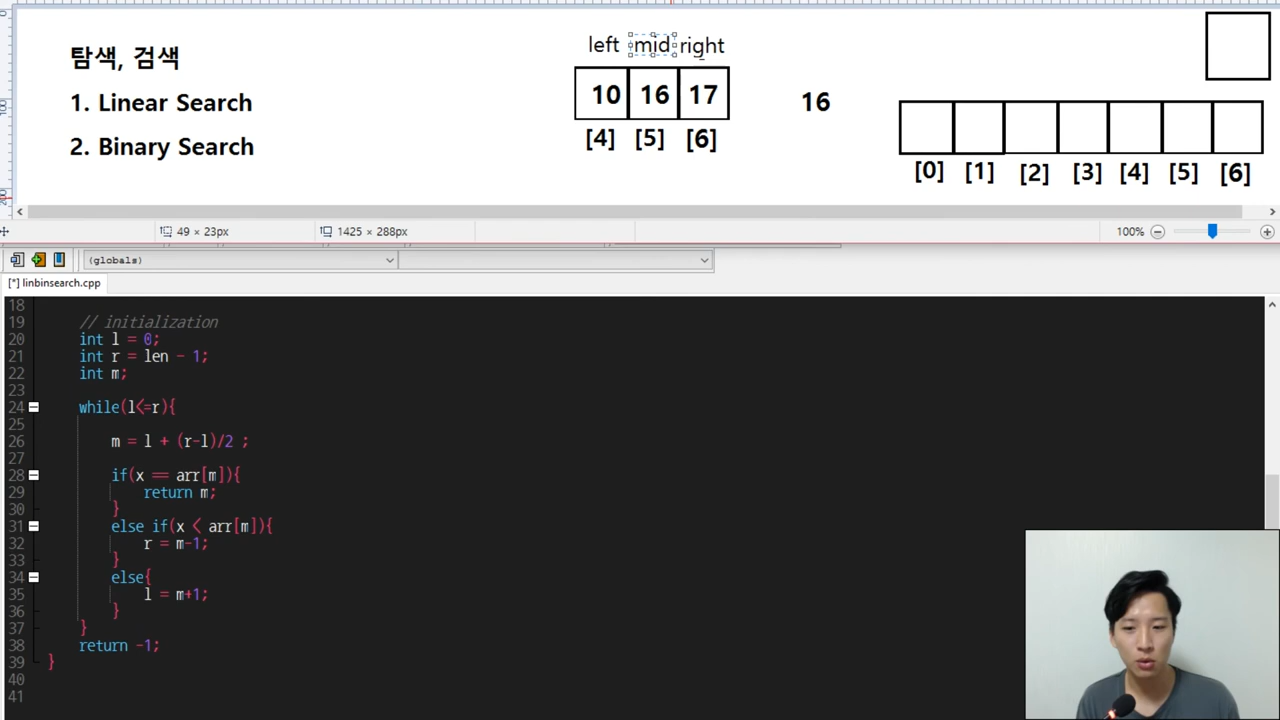 탐색, 검색
1. Linear Search
2. Binary Search
left mid right
10 16 17
[4] [5] [6]
16
[0] [1] [2] [3] [4] [5] [6]
49 × 23px
1425 × 288px
100%
(globals)
[*] linbinsearch.cpp
18
19 // initialization
20 int l = 0;
21 int r = len - 1;
22 int m;
23
24 while(l<=r){
25
26 m = l + (r-l)/2 ;
27
28 if(x == arr[m]){
29 return m;
30 }
31 else if(x < arr[m]){
32 r = m-1;
33 }
34 else{
35 l = m+1;
36 }
37 }
38 return -1;
39 }
40
41